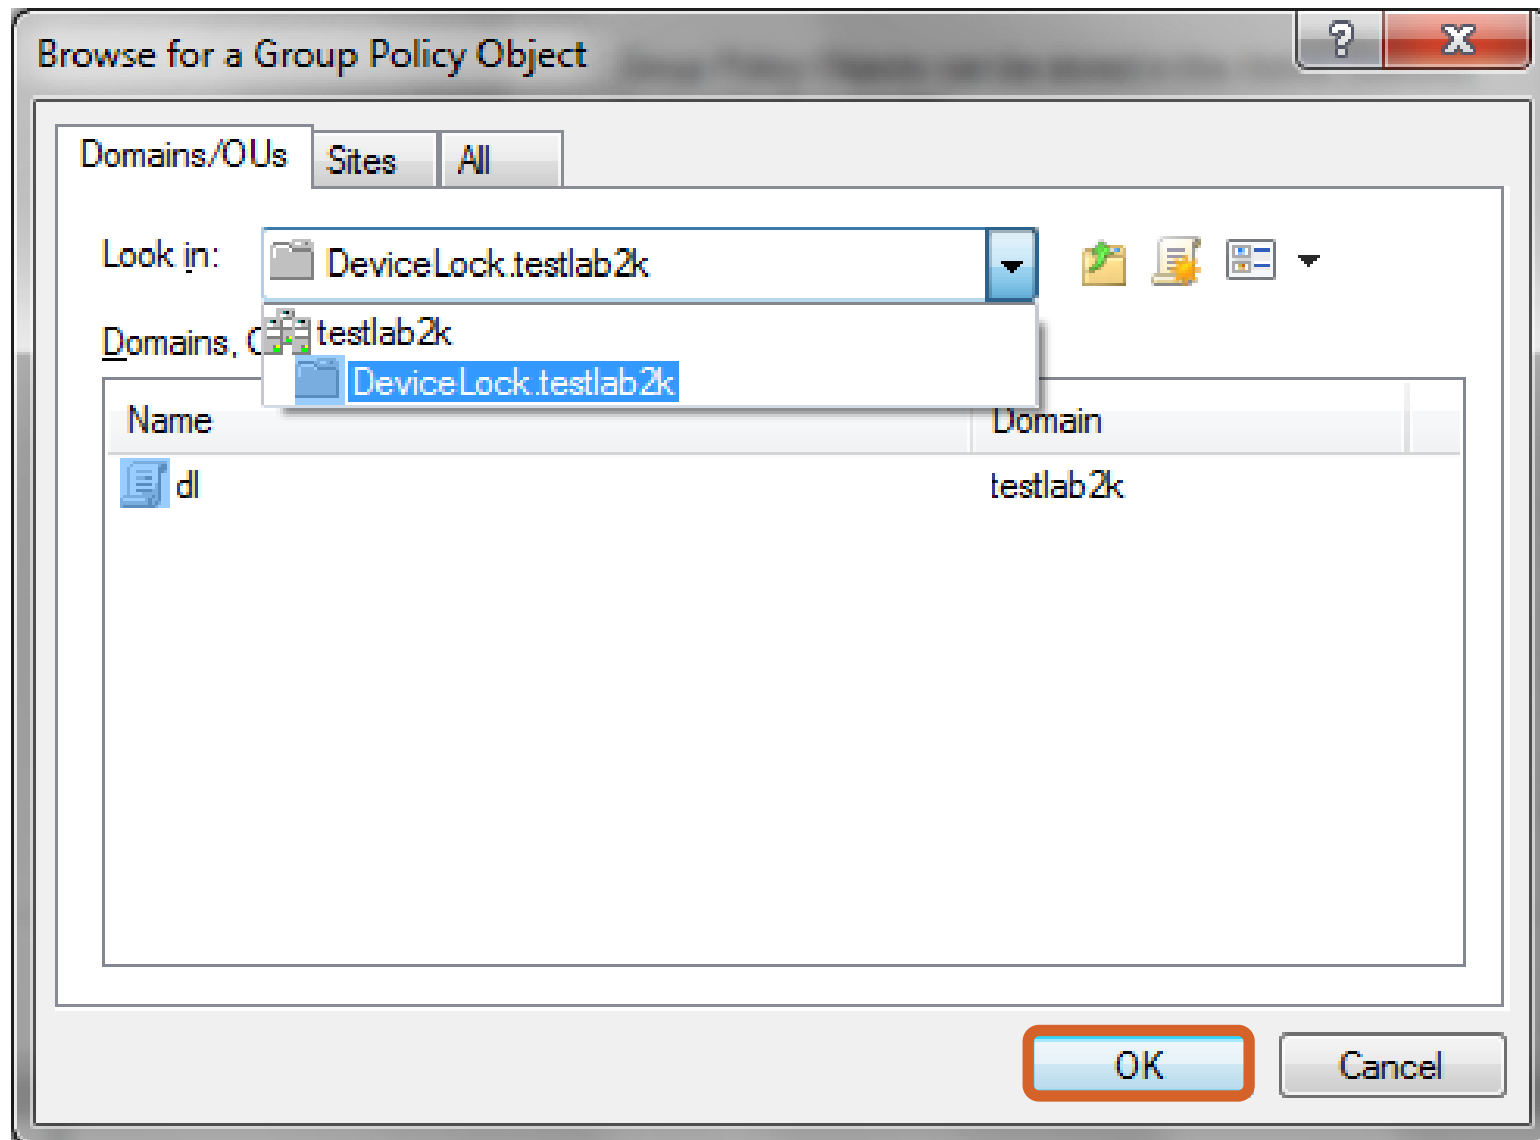 Browse for a Group Policy Object
?
Domains/OUs Sites All
Look in: DeviceLock.testlab2k
testlab2k
Domains,
DeviceLock.testlab2k
Name Domain
dl testlab2k
OK Cancel